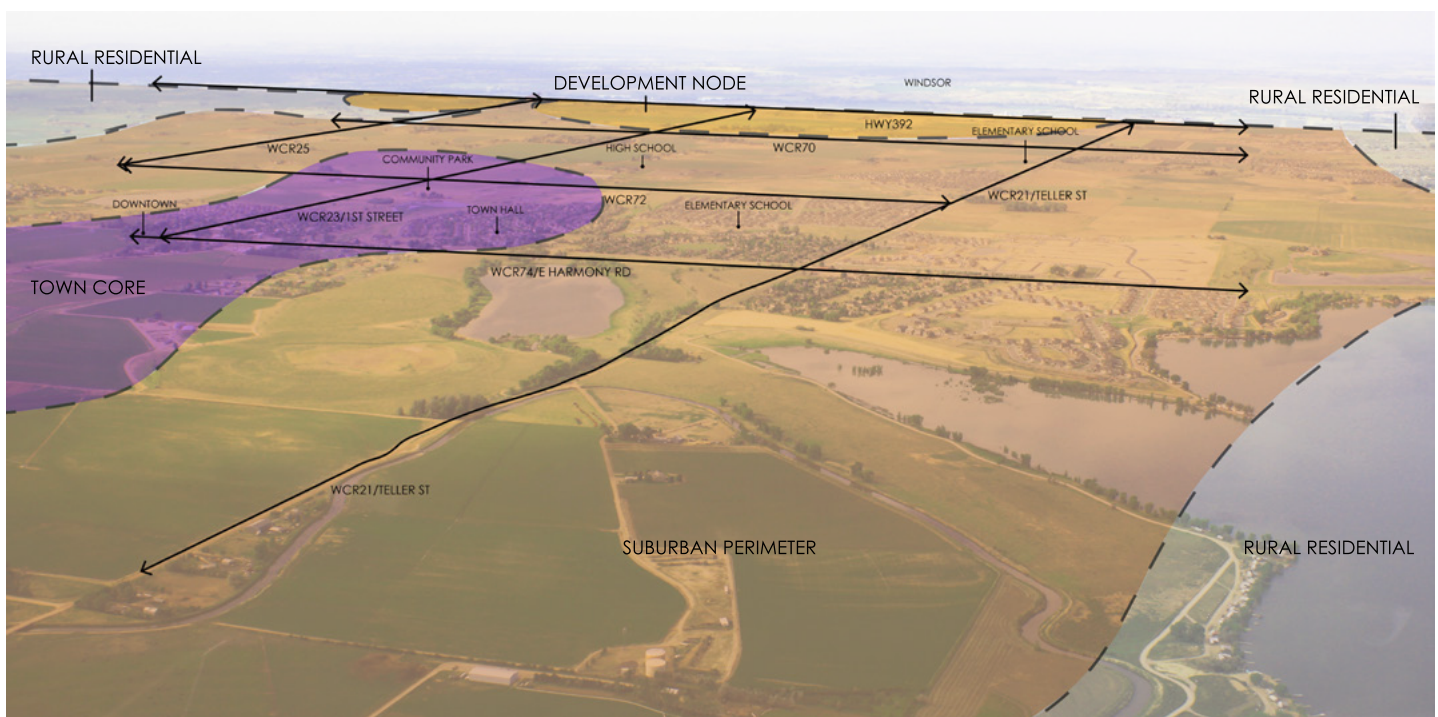 RURAL RESIDENTIAL
DEVELOPMENT NODE
WINDSOR
RURAL RESIDENTIAL
HWY392
ELEMENTARY SCHOOL
WCR25
HIGH SCHOOL
WCR70
COMMUNITY PARK
WCR21/TELLER ST
DOWNTOWN
WCR72
ELEMENTARY SCHOOL
WCR23/1ST STREET
TOWN HALL
WCR74/E HARMONY RD
TOWN CORE
WCR21/TELLER ST
SUBURBAN PERIMETER
RURAL RESIDENTIAL